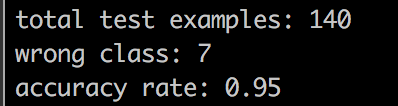 total test examples: 140
wrong class: 7
accuracy rate: 0.95